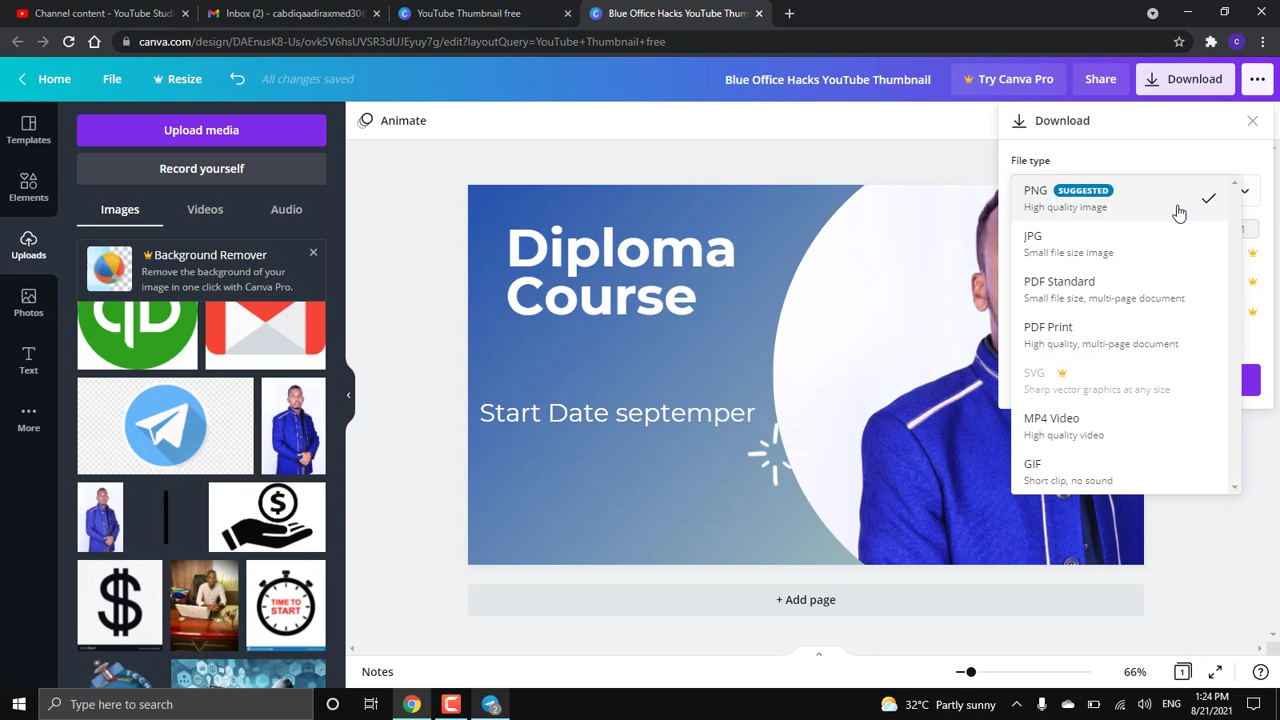 YouTube Channel content - YouTube Studi
Inbox (2) - cabdiqaadiraxmed30@
YouTube Thumbnail free
Blue Office Hacks YouTube Thum
canva.com/design/DAEnusK8-Us/ovk5V6hsUVSR3dUJEyuy7g/edit?layoutQuery=YouTube+Thumbnail+free
C
Home
File
Resize
All changes saved
Blue Office Hacks YouTube Thumbnail
Try Canva Pro
Share
Download
Templates
Elements
Uploads
Photos
Text
More
Upload media
Record yourself
Images
Videos
Audio
Background Remover
Remove the background of your
image in one click with Canva Pro.
TIME TO
START
Animate
Diploma
Course
Start Date septemper
+ Add page
Download
File type
PNG SUGGESTED
High quality image
JPG
Small file size image
PDF Standard
Small file size, multi-page document
PDF Print
High quality, multi-page document
SVG
Sharp vector graphics at any size
MP4 Video
High quality video
GIF
Short clip, no sound
Notes
66%
1
Type here to search
2
32°C Partly sunny
ENG
1:24 PM
8/21/2021